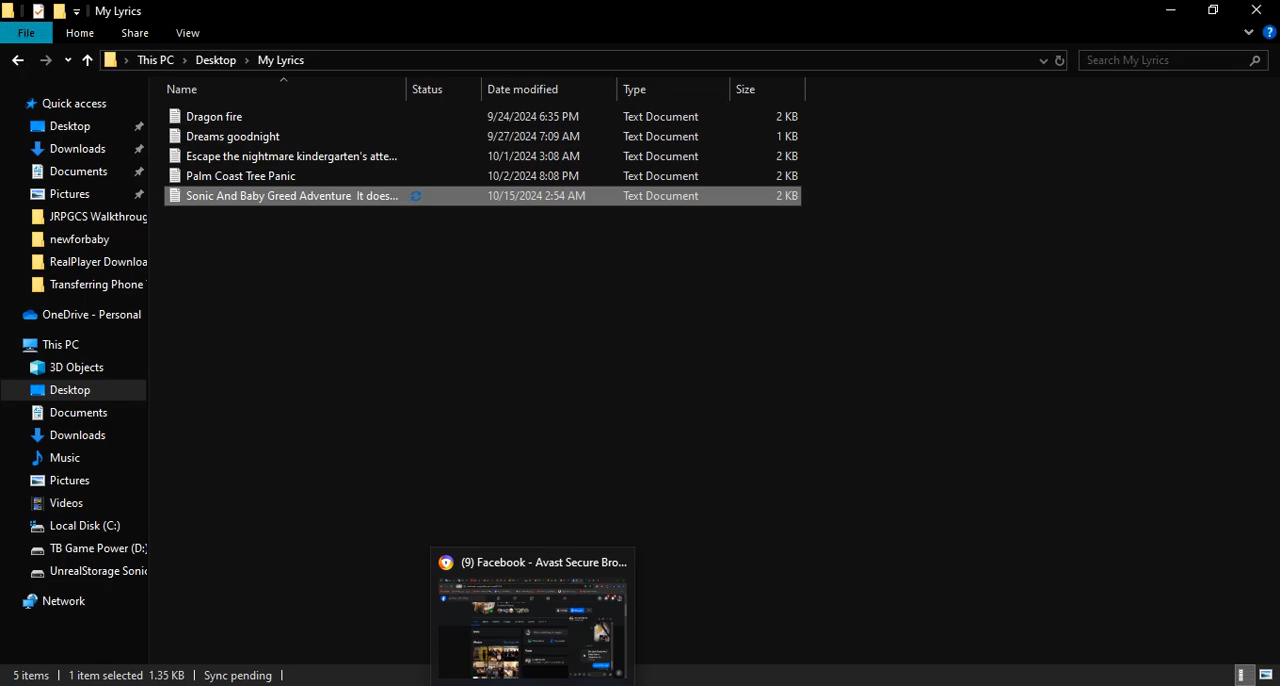 My Lyrics
File Home Share View
This PC Desktop My Lyrics Search My Lyrics
Name Status Date modified Type Size
Dragon fire 9/24/2024 6:35 PM Text Document 2 KB
Dreams goodnight 9/27/2024 7:09 AM Text Document 1 KB
Escape the nightmare kindergarten's atte... 10/1/2024 3:08 AM Text Document 2 KB
Palm Coast Tree Panic 10/2/2024 8:08 PM Text Document 2 KB
Sonic And Baby Greed Adventure It does... 10/15/2024 2:54 AM Text Document 2 KB
Quick access
Desktop
Downloads
Documents
Pictures
JRPGCS Walkthroug
newforbaby
RealPlayer Downloa
Transferring Phone
OneDrive - Personal
This PC
3D Objects
Desktop
Documents
Downloads
Music
Pictures
Videos
Local Disk (C:)
TB Game Power (D:)
UnrealStorage Sonic
Network
(9) Facebook - Avast Secure Bro...
5 items 1 item selected 1.35 KB Sync pending